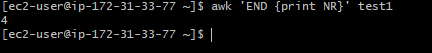 [ec2-user@ip-172-31-33-77 ~]$ awk 'END {print NR}' test1
4
[ec2-user@ip-172-31-33-77 ~]$